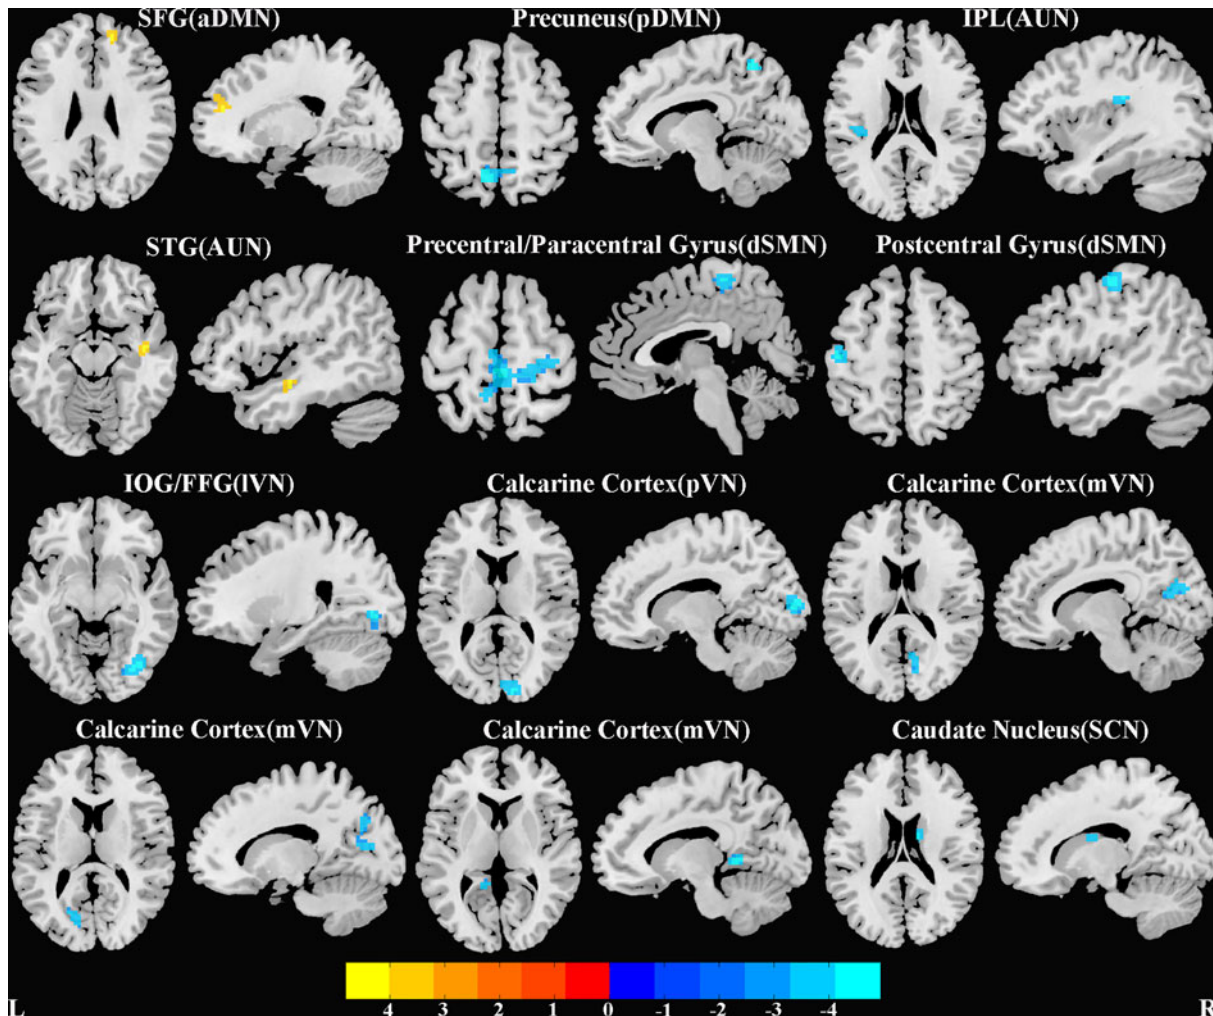 SFG(aDMN) Precuneus(pDMN) IPL(AUN)
STG(AUN) Precentral/Paracentral Gyrus(dSMN) Postcentral Gyrus(dSMN)
IOG/FFG(lVN) Calcarine Cortex(pVN) Calcarine Cortex(mVN)
Calcarine Cortex(mVN) Calcarine Cortex(mVN) Caudate Nucleus(SCN)
L 4 3 2 1 0 -1 -2 -3 -4 R